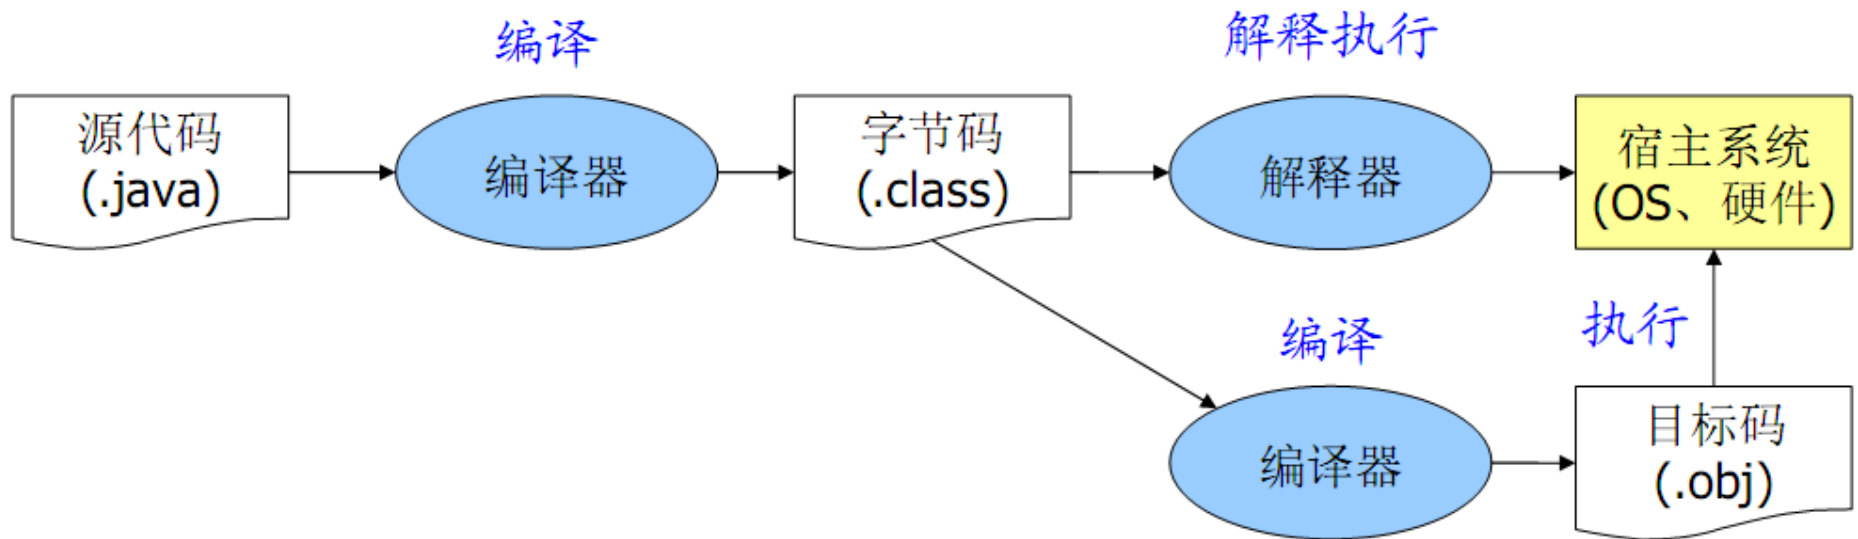 编译
解释执行
源代码
(.java)
编译器
字节码
(.class)
解释器
宿主系统
(OS、硬件)
编译
执行
编译器
目标码
(.obj)